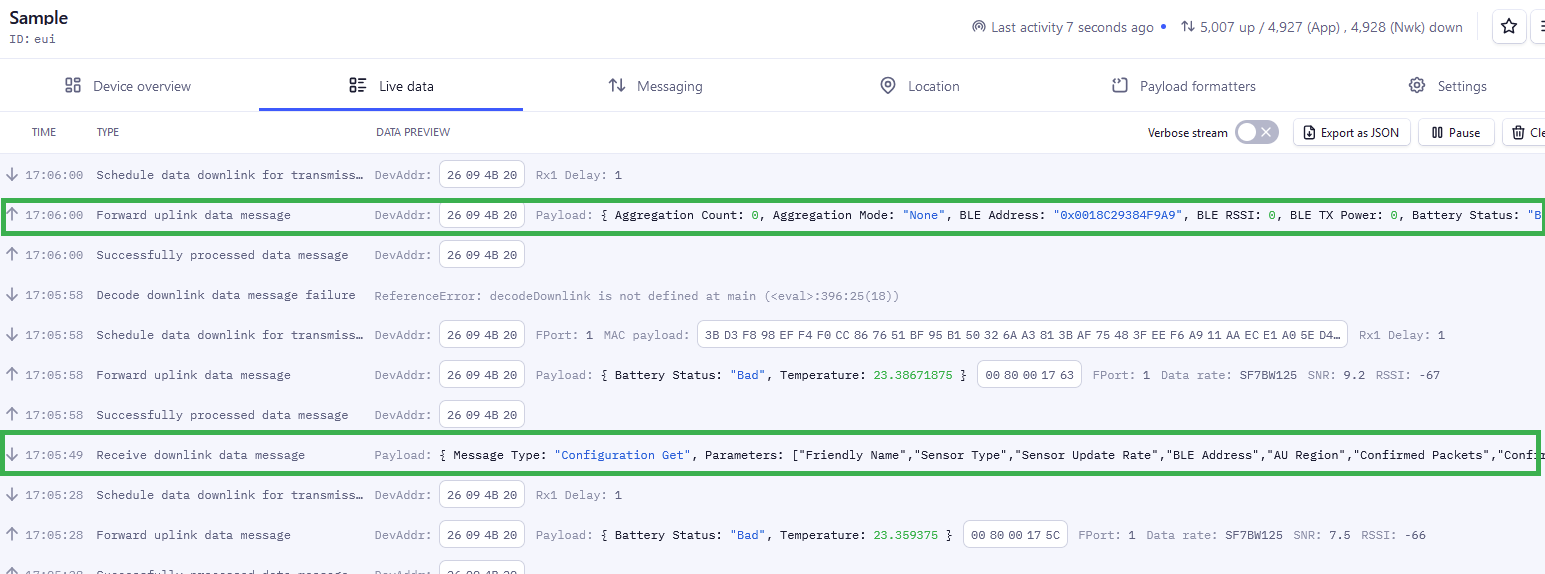 Sample
ID: eui
Last activity 7 seconds ago • 5,007 up / 4,927 (App) , 4,928 (Nwk) down
Device overview Live data Messaging Location Payload formatters Settings
TIME TYPE DATA PREVIEW Verbose stream Export as JSON Pause Cle
17:06:00 Schedule data downlink for transmiss… DevAddr: 26 09 4B 20 Rx1 Delay: 1
17:06:00 Forward uplink data message DevAddr: 26 09 4B 20 Payload: { Aggregation Count: 0, Aggregation Mode: "None", BLE Address: "0x0018C29384F9A9", BLE RSSI: 0, BLE TX Power: 0, Battery Status: "B
17:06:00 Successfully processed data message DevAddr: 26 09 4B 20
17:05:58 Decode downlink data message failure ReferenceError: decodeDownlink is not defined at main (<eval>:396:25(18))
17:05:58 Schedule data downlink for transmiss… DevAddr: 26 09 4B 20 FPort: 1 MAC payload: 3B D3 F8 98 EF F4 F0 CC 86 76 51 BF 95 B1 50 32 6A A3 81 3B AF 75 48 3F EE F6 A9 11 AA EC E1 A0 5E D4… Rx1 Delay: 1
17:05:58 Forward uplink data message DevAddr: 26 09 4B 20 Payload: { Battery Status: "Bad", Temperature: 23.38671875 } 00 80 00 17 63 FPort: 1 Data rate: SF7BW125 SNR: 9.2 RSSI: -67
17:05:58 Successfully processed data message DevAddr: 26 09 4B 20
17:05:49 Receive downlink data message Payload: { Message Type: "Configuration Get", Parameters: ["Friendly Name","Sensor Type","Sensor Update Rate","BLE Address","AU Region","Confirmed Packets","Confir
17:05:28 Schedule data downlink for transmiss… DevAddr: 26 09 4B 20 Rx1 Delay: 1
17:05:28 Forward uplink data message DevAddr: 26 09 4B 20 Payload: { Battery Status: "Bad", Temperature: 23.359375 } 00 80 00 17 5C FPort: 1 Data rate: SF7BW125 SNR: 7.5 RSSI: -66
17:05:28 Successfully processed data message DevAddr: 26 09 4B 20